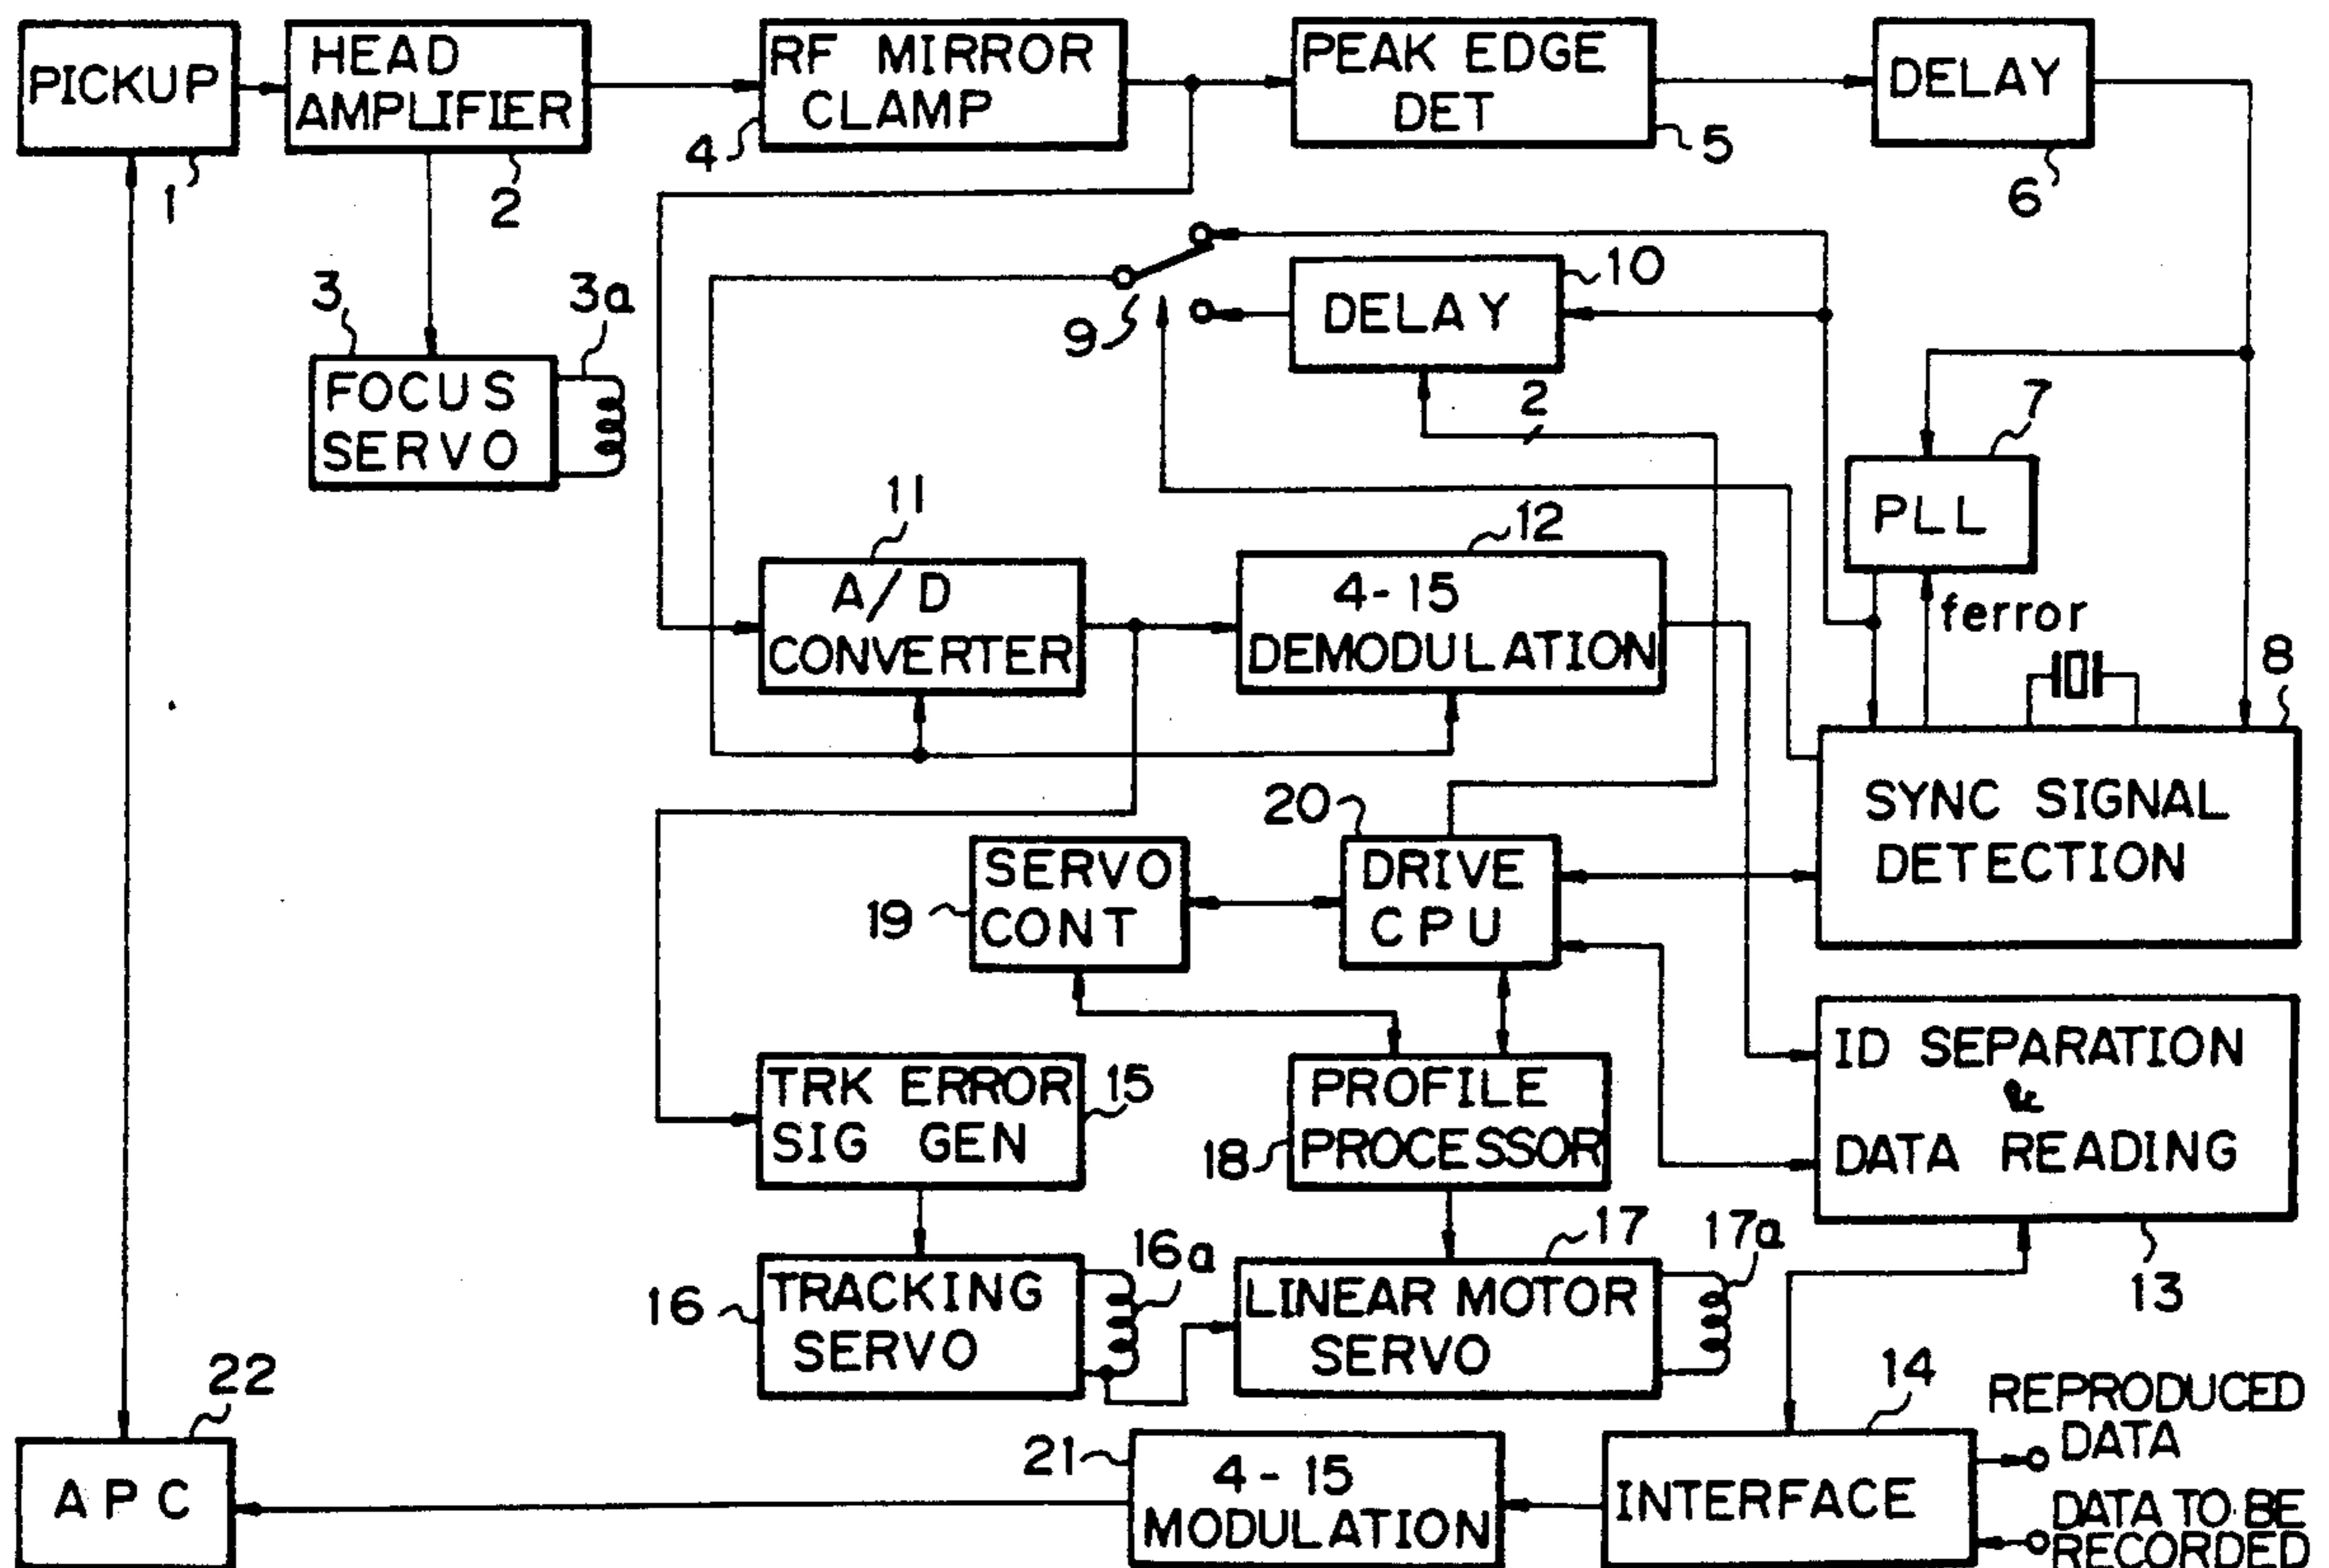 PICKUP
HEAD
AMPLIFIER
RF MIRROR
CLAMP
PEAK EDGE
DET
DELAY
1
2
4
5
6
3
3a
FOCUS
SERVO
9
DELAY
10
2
7
PLL
ferror
11
A/D
CONVERTER
12
4-15
DEMODULATION
8
SYNC SIGNAL
DETECTION
20
DRIVE
CPU
19
SERVO
CONT
ID SEPARATION
&
DATA READING
13
TRK ERROR
SIG GEN
15
PROFILE
PROCESSOR
18
16
TRACKING
SERVO
16a
17
LINEAR MOTOR
SERVO
17a
22
APC
21
4-15
MODULATION
14
INTERFACE
REPRODUCED
DATA
DATA TO BE
RECORDED